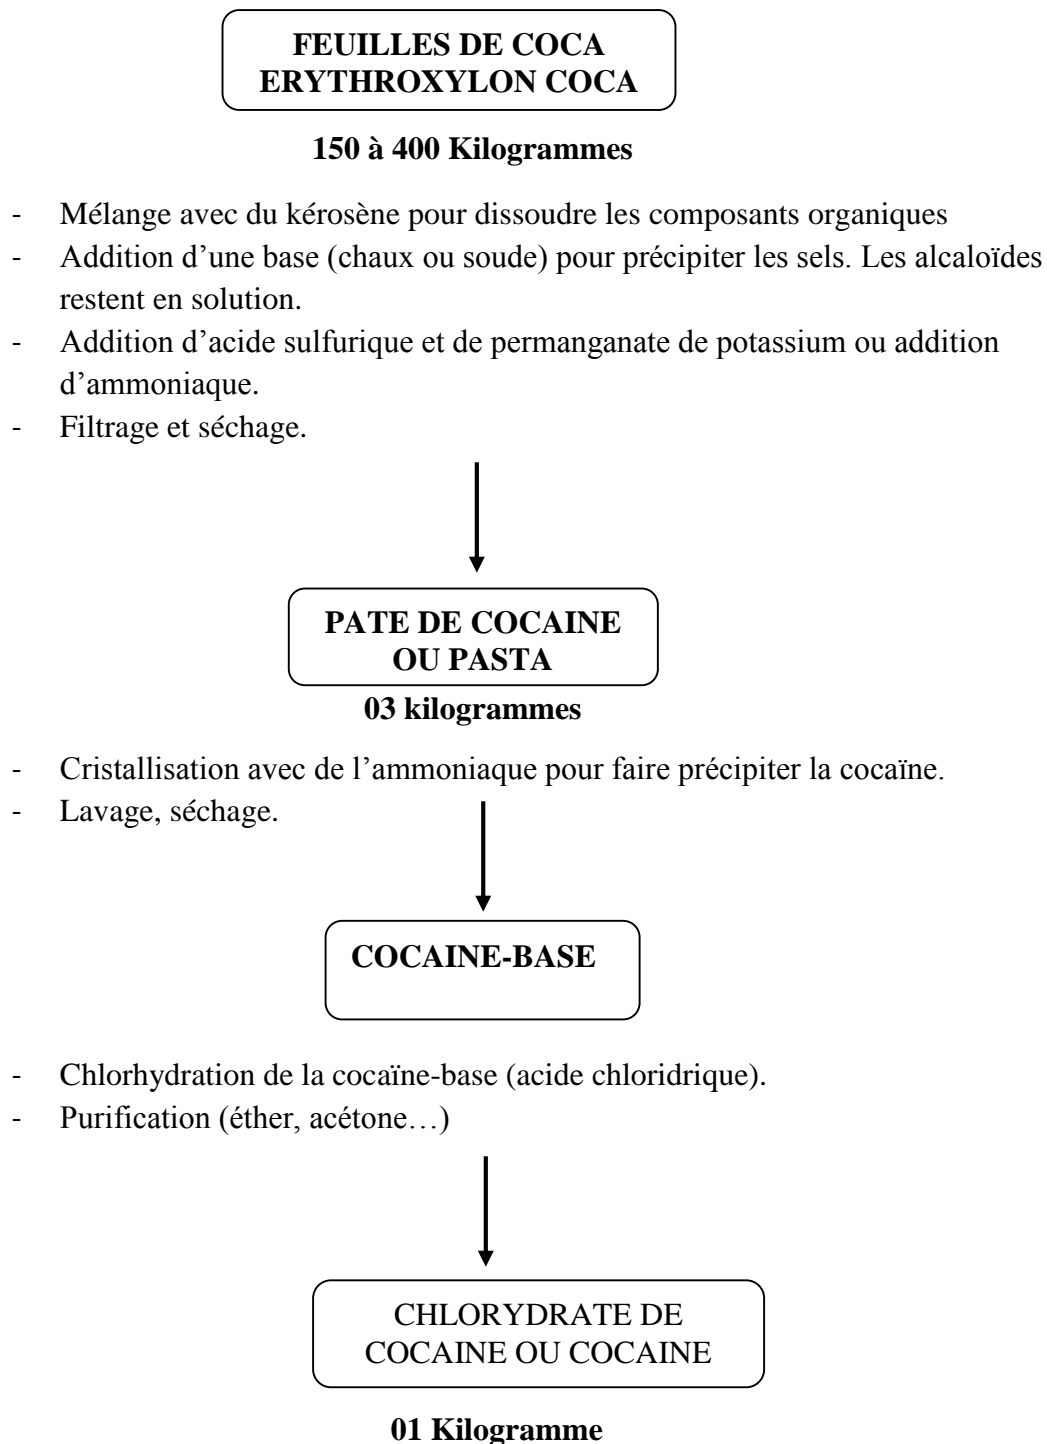 FEUILLES DE COCA
ERYTHROXYLON COCA
150 à 400 Kilogrammes
- Mélange avec du kérosène pour dissoudre les composants organiques
- Addition d’une base (chaux ou soude) pour précipiter les sels. Les alcaloïdes
restent en solution.
- Addition d’acide sulfurique et de permanganate de potassium ou addition
d’ammoniaque.
- Filtrage et séchage.
PATE DE COCAINE
OU PASTA
03 kilogrammes
- Cristallisation avec de l’ammoniaque pour faire précipiter la cocaïne.
- Lavage, séchage.
COCAINE-BASE
- Chlorhydration de la cocaïne-base (acide chloridrique).
- Purification (éther, acétone…)
CHLORYDRATE DE
COCAINE OU COCAINE
01 Kilogramme